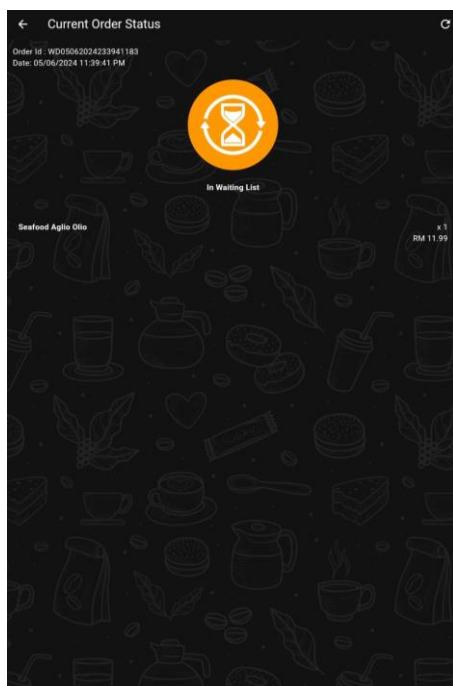 Current Order Status
Order Id : WD05062024233941183
Date: 05/06/2024 11:39:41 PM
In Waiting List
Seafood Aglio Olio x 1
RM 11.99